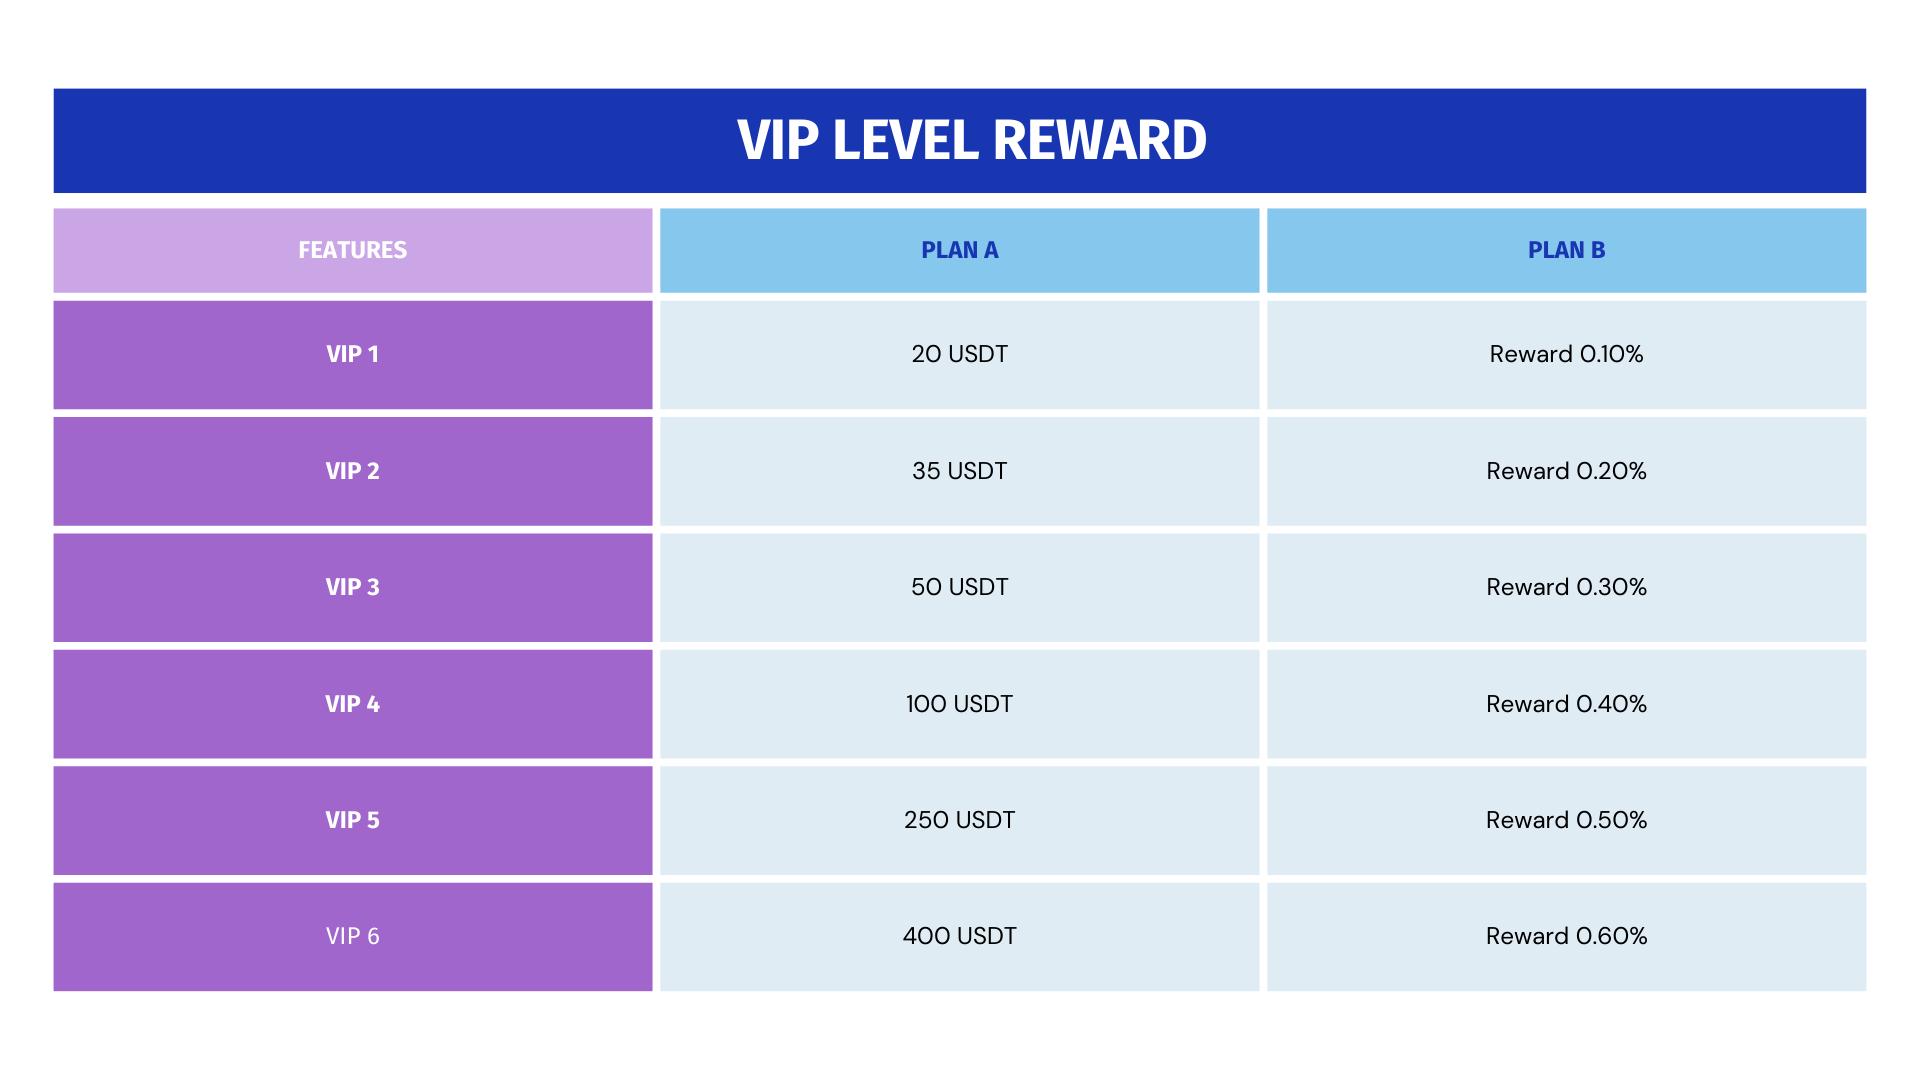 VIP LEVEL REWARD
FEATURES PLAN A PLAN B
VIP 1 20 USDT Reward 0.10%
VIP 2 35 USDT Reward 0.20%
VIP 3 50 USDT Reward 0.30%
VIP 4 100 USDT Reward 0.40%
VIP 5 250 USDT Reward 0.50%
VIP 6 400 USDT Reward 0.60%